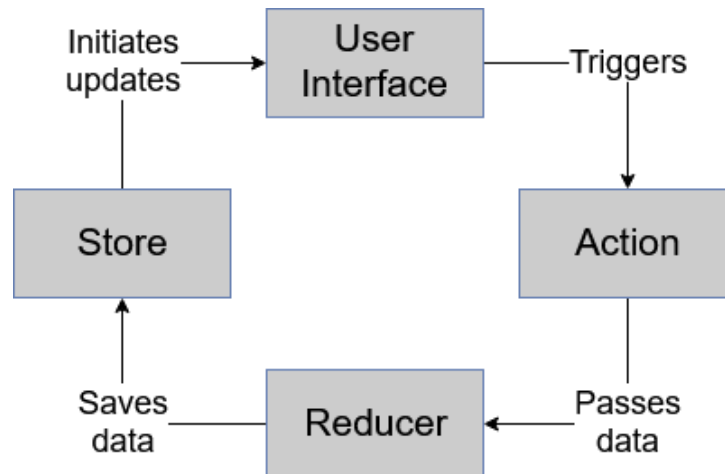 Initiates
updates
User
Interface
Triggers
Store
Action
Saves
data
Reducer
Passes
data